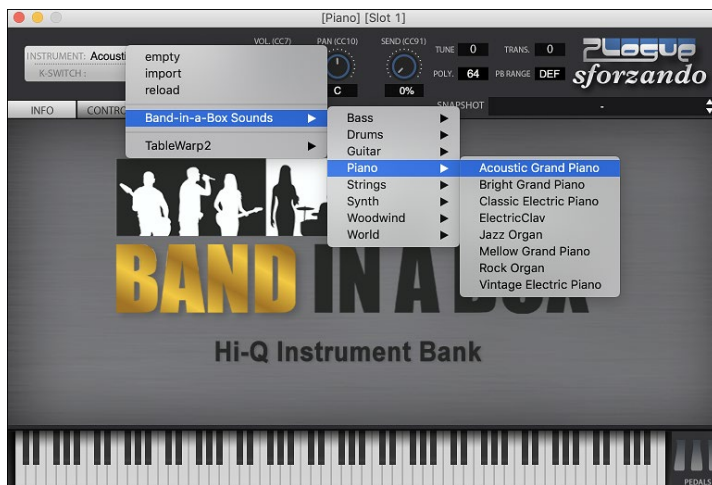 [Piano] [Slot 1]
INSTRUMENT: Acousti
K-SWITCH :
VOL. (CC7)
PAN (CC10)
SEND (CC91)
C
0%
TUNE 0
TRANS. 0
POLY. 64
PB RANGE DEF
Plogue
sforzando
INFO
CONTRO
SNAPSHOT
-
empty
import
reload
Band-in-a-Box Sounds
TableWarp2
Bass
Drums
Guitar
Piano
Strings
Synth
Woodwind
World
Acoustic Grand Piano
Bright Grand Piano
Classic Electric Piano
ElectricClav
Jazz Organ
Mellow Grand Piano
Rock Organ
Vintage Electric Piano
BAND IN A BOX
Hi-Q Instrument Bank
PEDALS